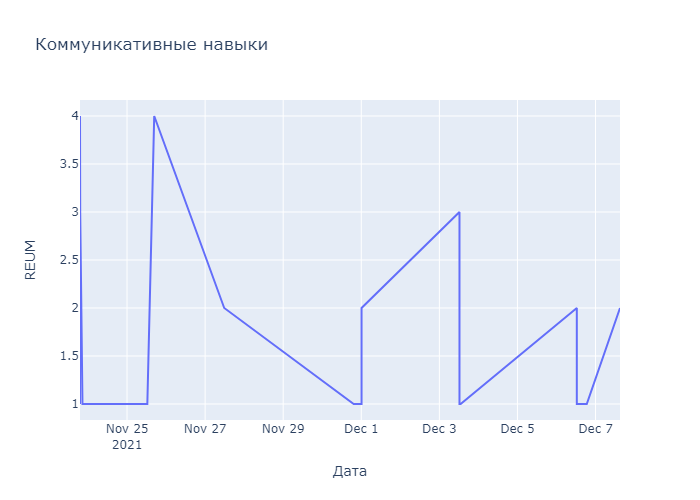 Коммуникативные навыки
4
3.5
3
2.5
2
1.5
1
REUM
Nov 25
2021
Nov 27
Nov 29
Dec 1
Dec 3
Dec 5
Dec 7
Дата